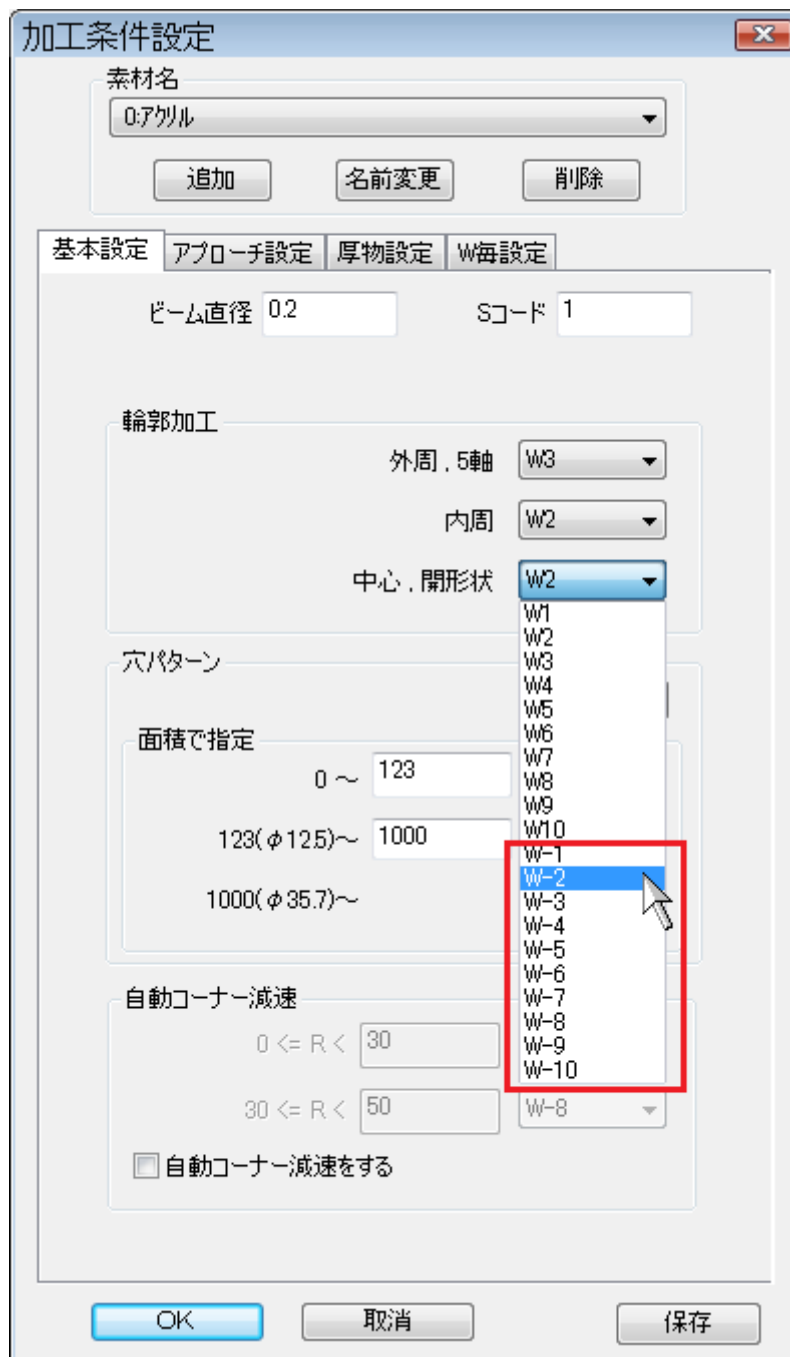 加工条件設定
素材名
0:アクリル
追加 名前変更 削除
基本設定 アプローチ設定 厚物設定 W毎設定
ビーム直径 0.2 Sコード 1
輪郭加工
外周 , 5軸 W3
内周 W2
中心 , 開形状 W2
W1
W2
W3
W4
W5
W6
W7
W8
W9
W10
W-1
W-2
W-3
W-4
W-5
W-6
W-7
W-8
W-9
W-10
穴パターン
面積で指定
0 ～ 123
123(φ12.5)～ 1000
1000(φ35.7)～
自動コーナー減速
0 <= R < 30
30 <= R < 50 W-8
自動コーナー減速をする
OK 取消 保存